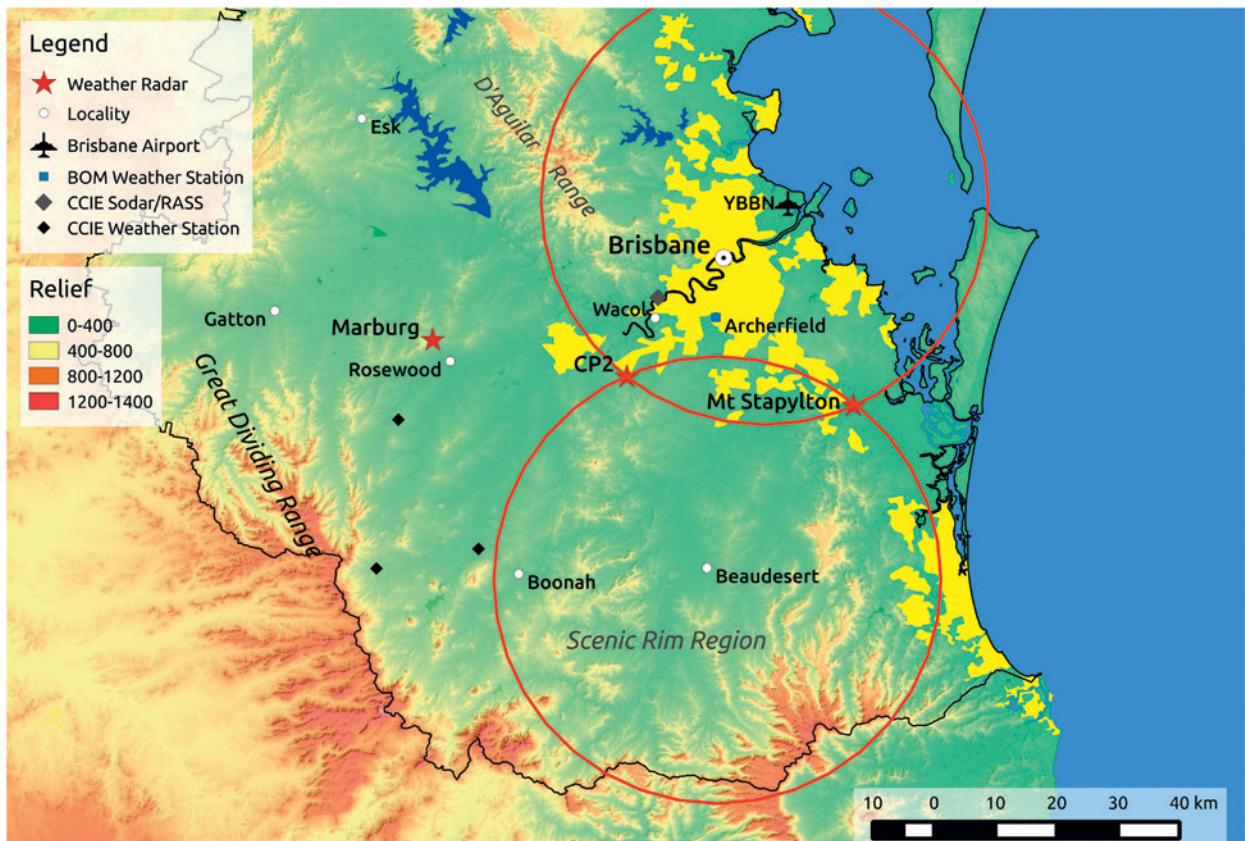 Legend
Weather Radar
Locality
Brisbane Airport
BOM Weather Station
CCIE Sodar/RASS
CCIE Weather Station
Relief
0-400
400-800
800-1200
1200-1400
Esk
D'Aguilar Range
YBBN
Brisbane
Wacol
Archerfield
Gatton
Marburg
Rosewood
CP2
Mt Stapylton
Great Dividing Range
Boonah
Beaudesert
Scenic Rim Region
10 0 10 20 30 40 km